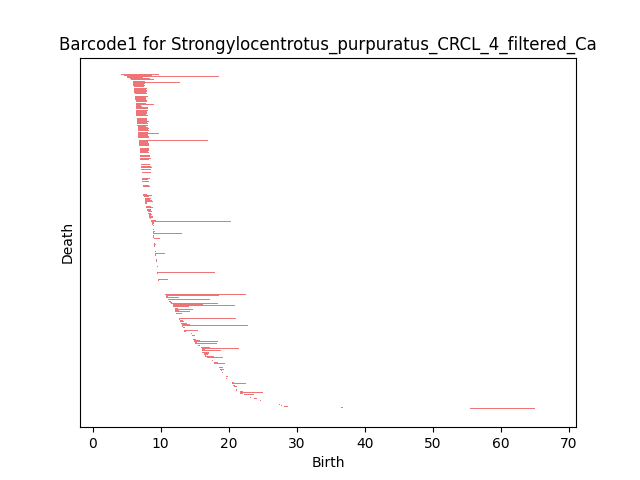 Barcode1 for Strongylocentrotus_purpuratus_CRCL_4_filtered_Ca
Death
0 10 20 30 40 50 60 70
Birth